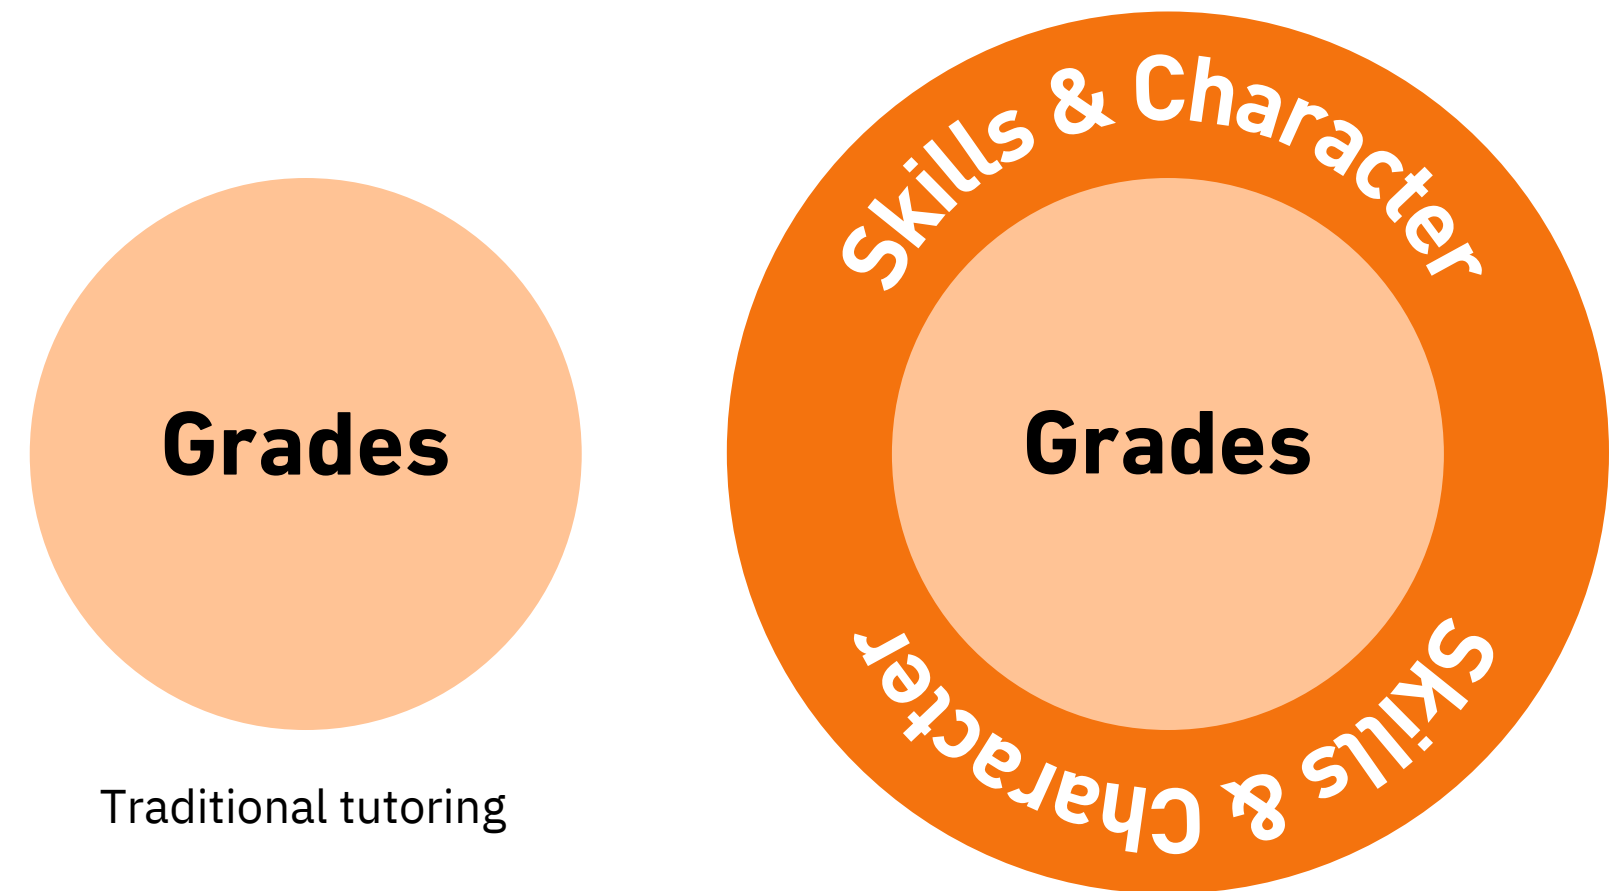 Grades
Traditional tutoring
Skills & Character
Grades
Skills & Character